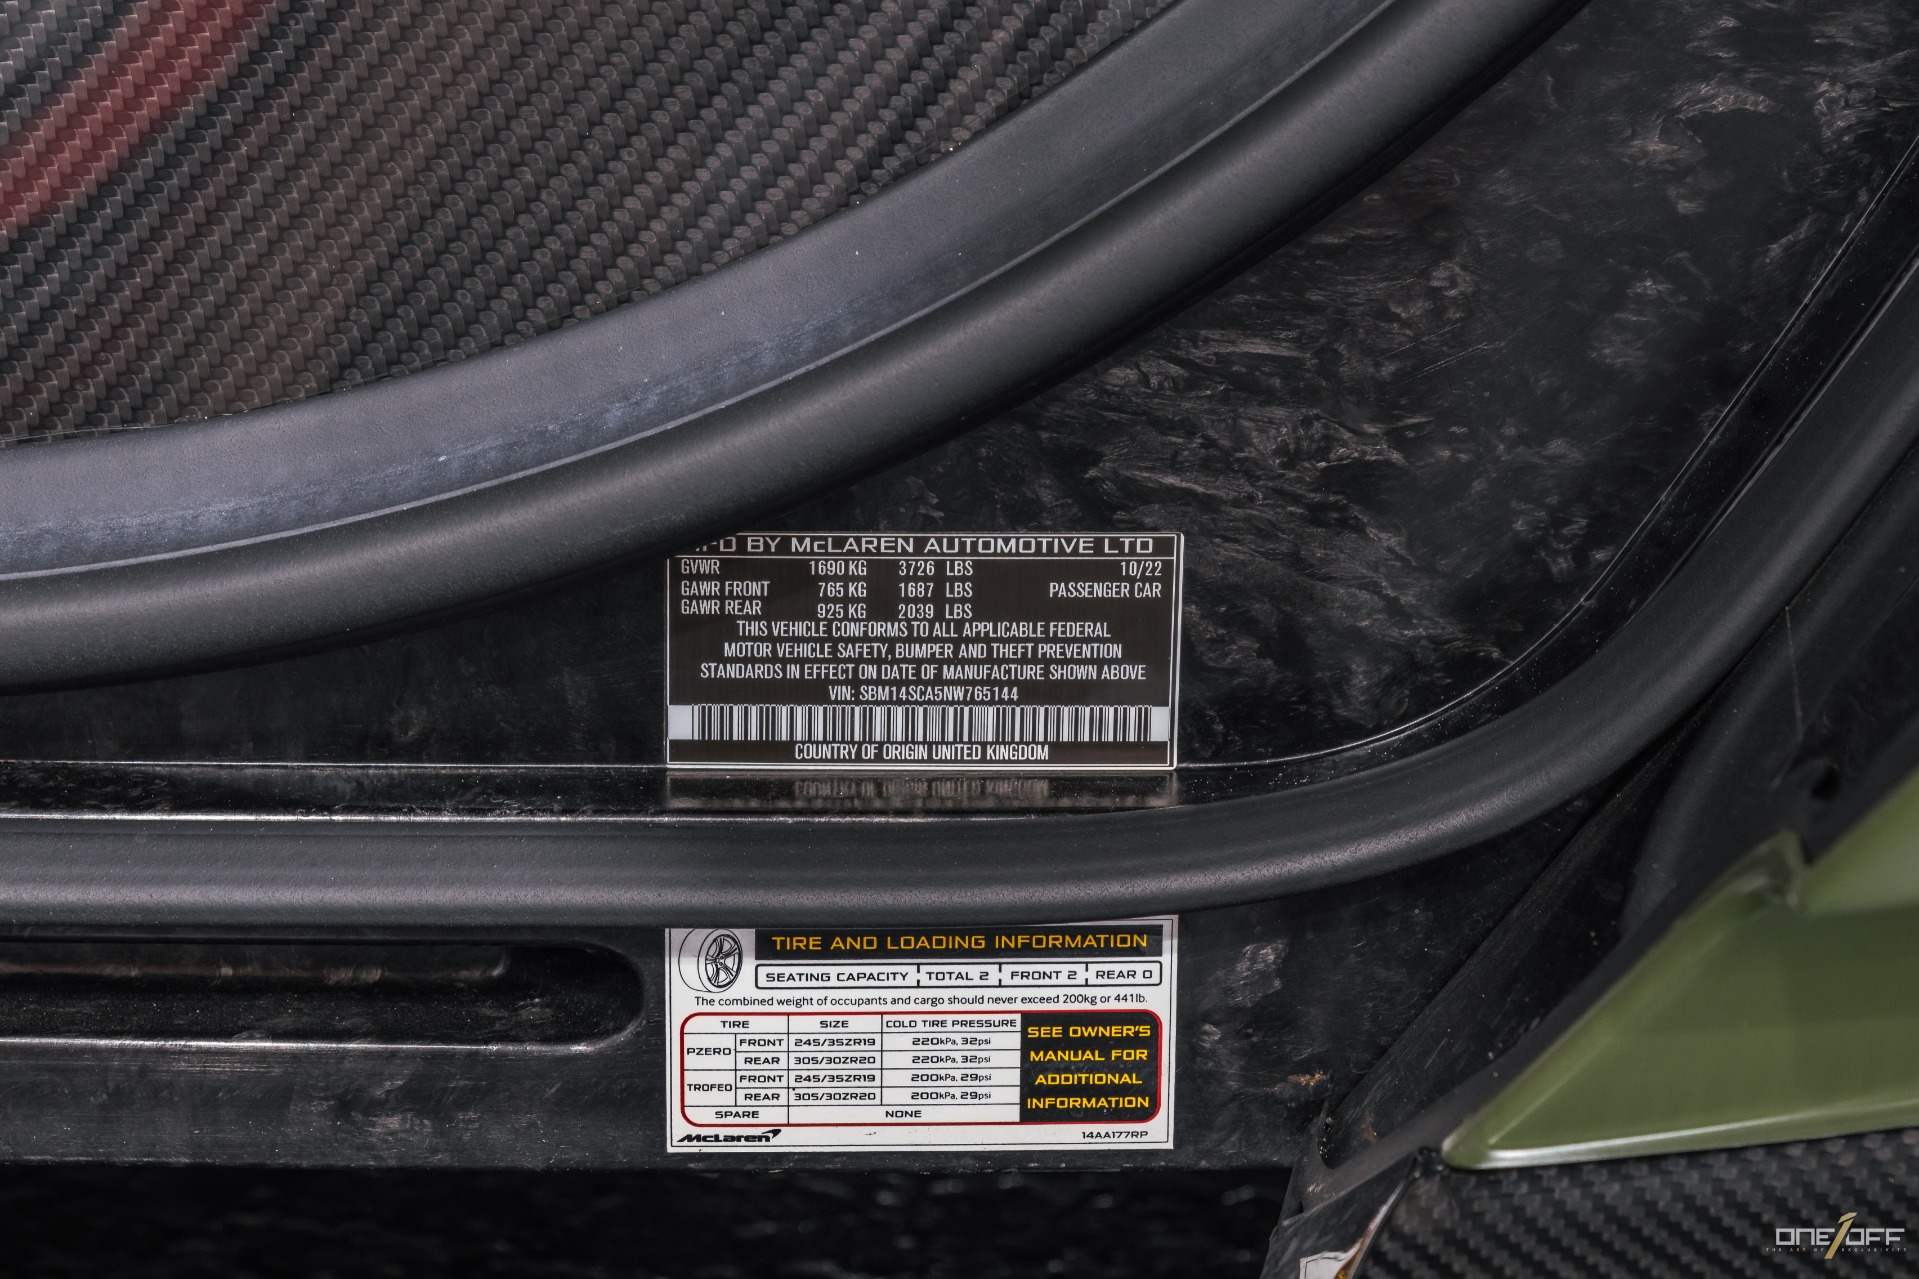 MFD BY McLAREN AUTOMOTIVE LTD
GVWR 1690 KG 3726 LBS 10/22
GAWR FRONT 765 KG 1687 LBS PASSENGER CAR
GAWR REAR 925 KG 2039 LBS
THIS VEHICLE CONFORMS TO ALL APPLICABLE FEDERAL
MOTOR VEHICLE SAFETY, BUMPER AND THEFT PREVENTION
STANDARDS IN EFFECT ON DATE OF MANUFACTURE SHOWN ABOVE
VIN: SBM14SCA5NW765144
COUNTRY OF ORIGIN UNITED KINGDOM
TIRE AND LOADING INFORMATION
SEATING CAPACITY TOTAL 2 FRONT 2 REAR 0
The combined weight of occupants and cargo should never exceed 200kg or 441lb.
TIRE SIZE COLD TIRE PRESSURE
PZERO FRONT 245/35ZR19 220kPa, 32psi
REAR 305/30ZR20 220kPa, 32psi
TROFEO FRONT 245/35ZR19 200kPa, 29psi
REAR 305/30ZR20 200kPa, 29psi
SPARE NONE
SEE OWNER'S
MANUAL FOR
ADDITIONAL
INFORMATION
McLaren 14AA177RP
ONE1OFF
THE ART OF EXCLUSIVITY